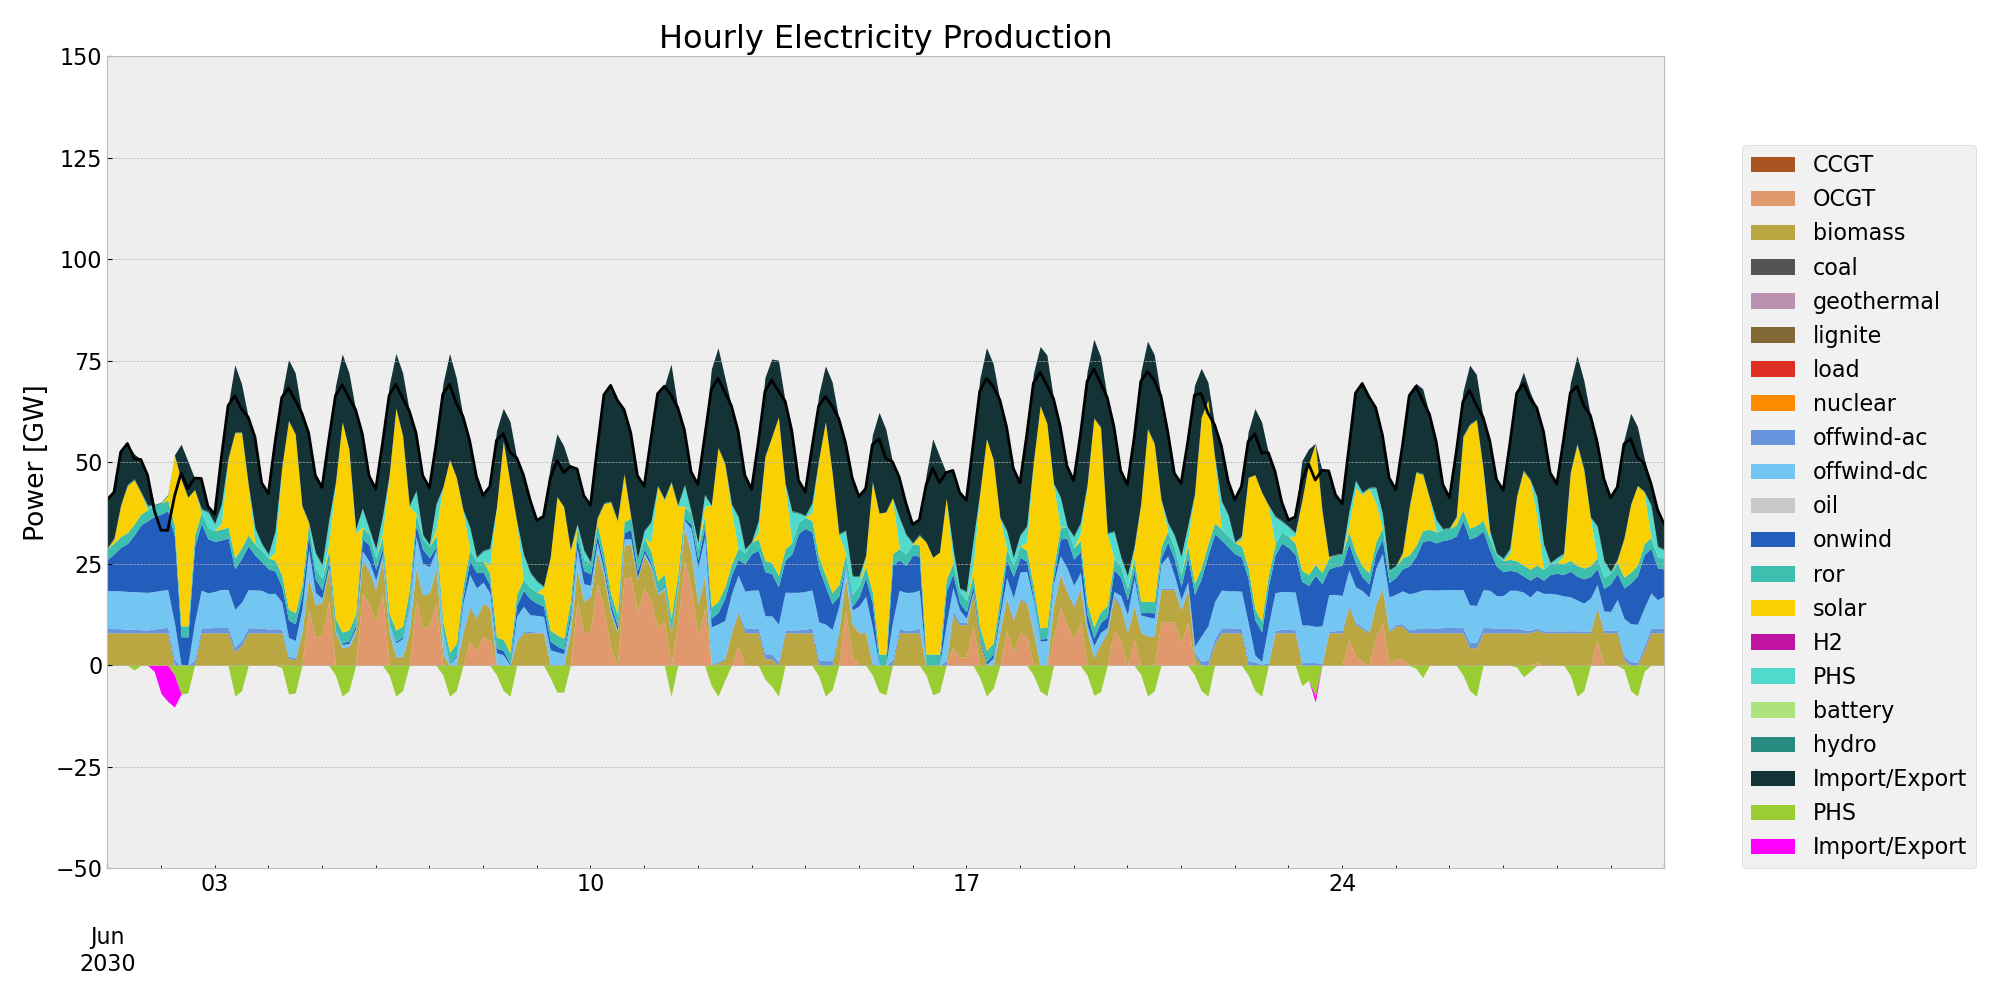 Hourly Electricity Production
Power [GW]
150
125
100
75
50
25
0
−25
−50
03
10
17
24
Jun
2030
CCGT
OCGT
biomass
coal
geothermal
lignite
load
nuclear
offwind-ac
offwind-dc
oil
onwind
ror
solar
H2
PHS
battery
hydro
Import/Export
PHS
Import/Export